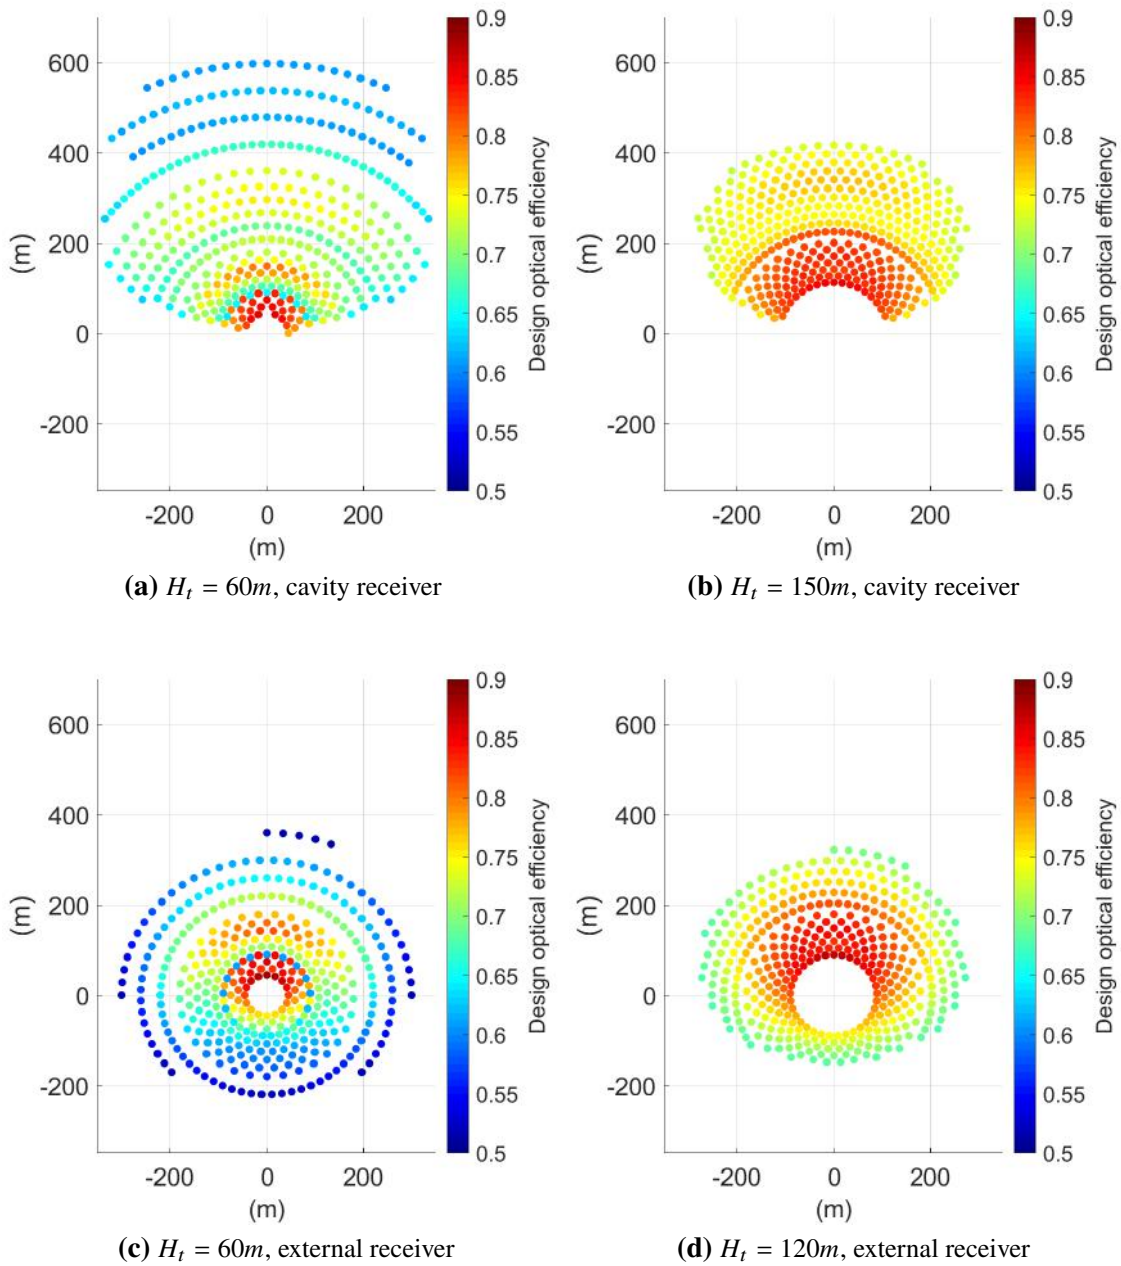 600
400
200
0
-200
(m)
-200 0 200
(m)
0.9
0.85
0.8
0.75
0.7
0.65
0.6
0.55
0.5
Design optical efficiency
(a) Hₜ = 60m, cavity receiver
600
400
200
0
-200
(m)
-200 0 200
(m)
0.9
0.85
0.8
0.75
0.7
0.65
0.6
0.55
0.5
Design optical efficiency
(b) Hₜ = 150m, cavity receiver
600
400
200
0
-200
(m)
-200 0 200
(m)
0.9
0.85
0.8
0.75
0.7
0.65
0.6
0.55
0.5
Design optical efficiency
(c) Hₜ = 60m, external receiver
600
400
200
0
-200
(m)
-200 0 200
(m)
0.9
0.85
0.8
0.75
0.7
0.65
0.6
0.55
0.5
Design optical efficiency
(d) Hₜ = 120m, external receiver